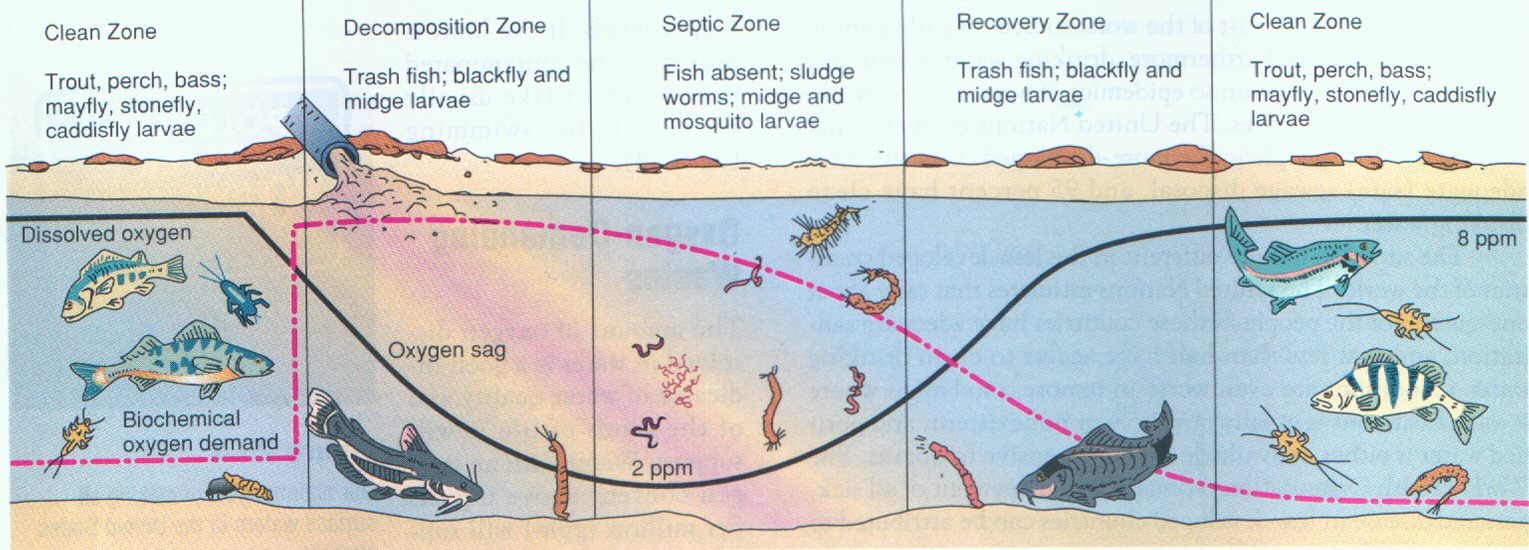 Clean Zone
Trout, perch, bass;
mayfly, stonefly,
caddisfly larvae
Decomposition Zone
Trash fish; blackfly and
midge larvae
Septic Zone
Fish absent; sludge
worms; midge and
mosquito larvae
Recovery Zone
Trash fish; blackfly and
midge larvae
Clean Zone
Trout, perch, bass;
mayfly, stonefly, caddisfly
larvae
Dissolved oxygen
8 ppm
Oxygen sag
Biochemical
oxygen demand
2 ppm